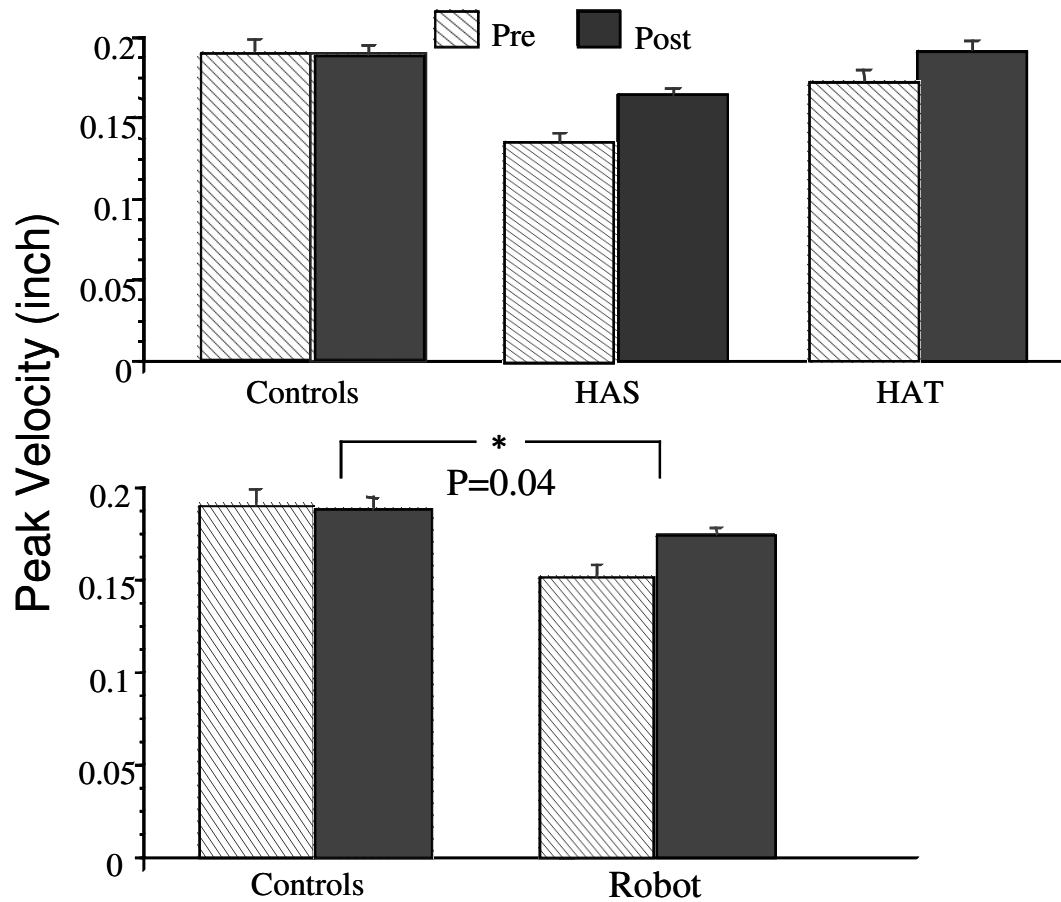 Pre
Post
0.2
0.15
0.1
0.05
0
Controls
HAS
HAT
Peak Velocity (inch)
*
P=0.04
0.2
0.15
0.1
0.05
0
Controls
Robot